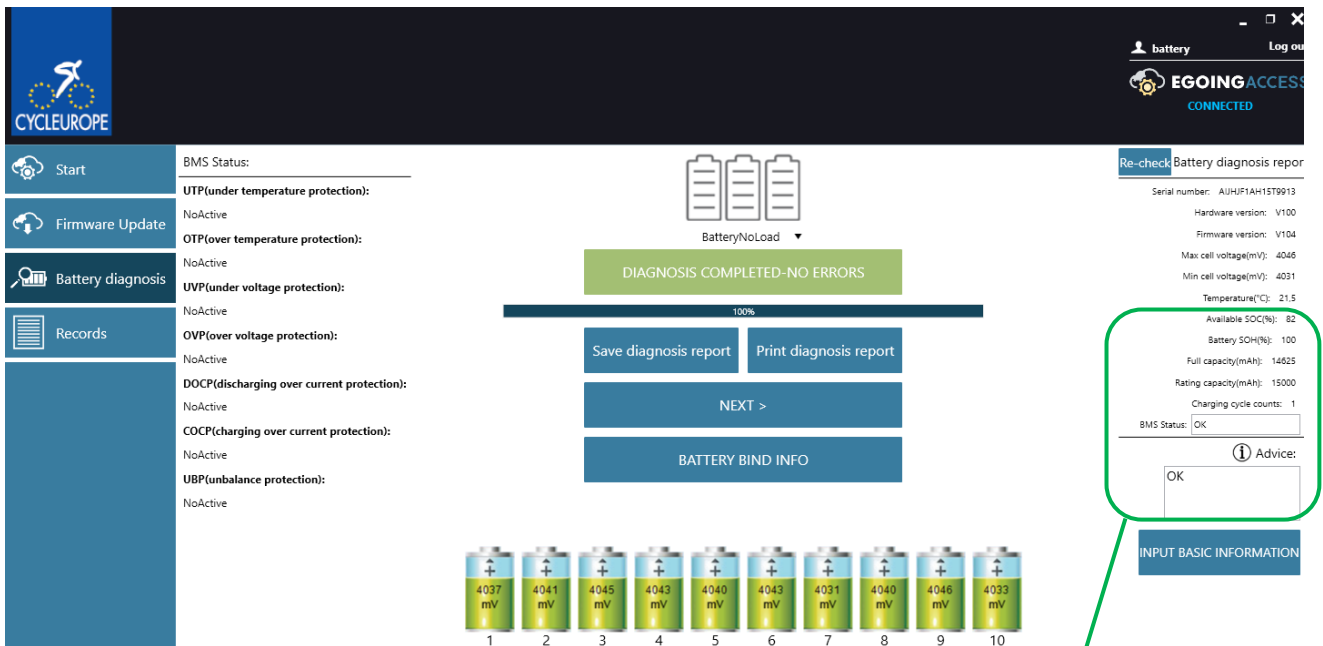 CYCLEUROPE
battery
Log ou
EGOINGACCESS
CONNECTED
Start
Firmware Update
Battery diagnosis
Records
BMS Status:
UTP(under temperature protection):
NoActive
OTP(over temperature protection):
NoActive
UVP(under voltage protection):
NoActive
OVP(over voltage protection):
NoActive
DOCP(discharging over current protection):
NoActive
COCP(charging over current protection):
NoActive
UBP(unbalance protection):
NoActive
BatteryNoLoad
DIAGNOSIS COMPLETED-NO ERRORS
100%
Save diagnosis report
Print diagnosis report
NEXT >
BATTERY BIND INFO
4037 mV
4041 mV
4045 mV
4043 mV
4040 mV
4043 mV
4031 mV
4040 mV
4046 mV
4033 mV
1 2 3 4 5 6 7 8 9 10
Re-check Battery diagnosis repor
Serial number: AIJHJF1AH15T9913
Hardware version: V100
Firmware version: V104
Max cell voltage(mV): 4046
Min cell voltage(mV): 4031
Temperature(°C): 21,5
Available SOC(%): 82
Battery SOH(%): 100
Full capacity(mAh): 14625
Rating capacity(mAh): 15000
Charging cycle counts: 1
BMS Status: OK
Advice:
OK
INPUT BASIC INFORMATION